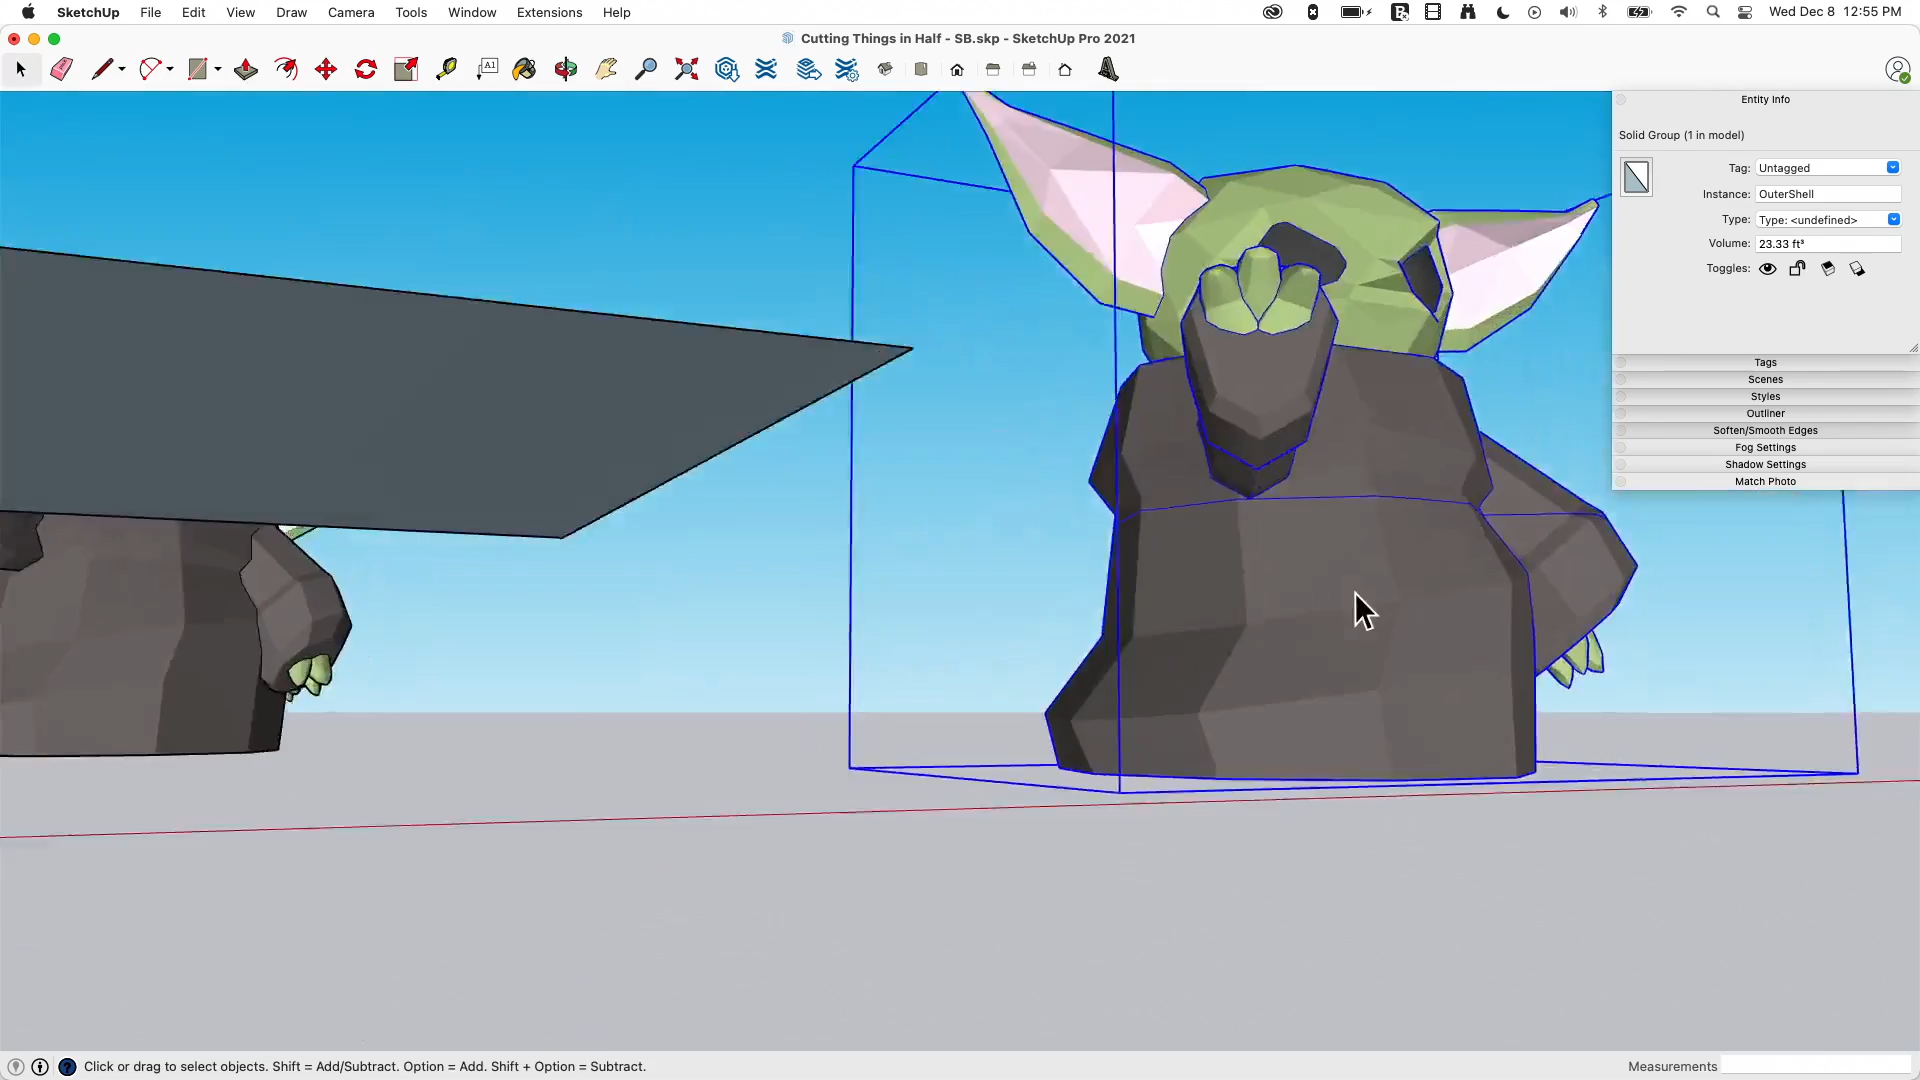 SketchUp File Edit View Draw Camera Tools Window Extensions Help Wed Dec 8 12:55 PM
Cutting Things in Half - SB.skp - SketchUp Pro 2021
A1
Entity Info
Solid Group (1 in model)
Tag: Untagged
Instance: OuterShell
Type: Type: <undefined>
Volume: 23.33 ft³
Toggles:
Tags
Scenes
Styles
Outliner
Soften/Smooth Edges
Fog Settings
Shadow Settings
Match Photo
Click or drag to select objects. Shift = Add/Subtract. Option = Add. Shift + Option = Subtract. Measurements